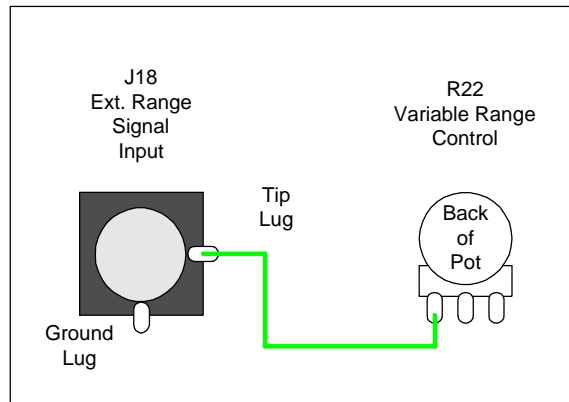 J18
Ext. Range
Signal
Input
R22
Variable Range
Control
Tip
Lug
Back
of
Pot
Ground
Lug